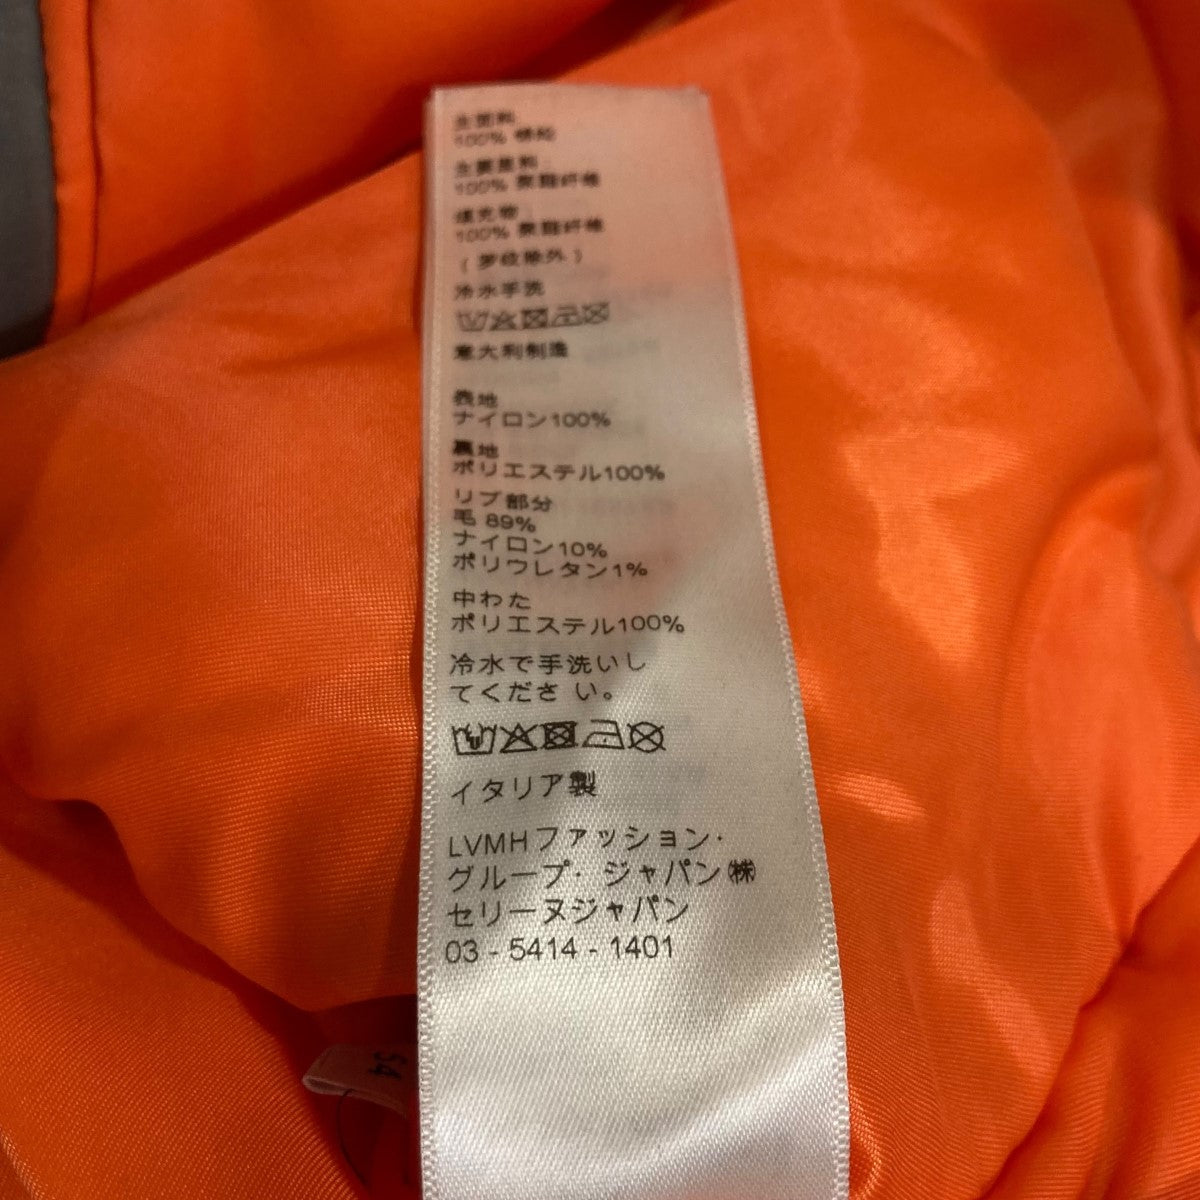 主面料:
100% 锦纶
主要里料:
100% 聚酯纤维
填充物:
100% 聚酯纤维
(罗纹除外)
冷水手洗
意大利制造
表地
ナイロン100%
裏地
ポリエステル100%
リブ部分
毛 89%
ナイロン10%
ポリウレタン1%
中わた
ポリエステル100%
冷水で手洗いし
てくださ い。
イタリア製
LVMHファッション·
グループ· ジャパン㈱
セリーヌジャパン
03 - 5414 - 1401
54